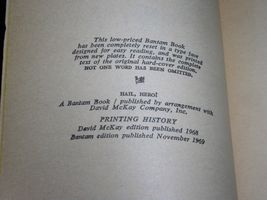 This low-priced Bantam Book
has been completely reset in a type face
designed for easy reading, and was printed
from new plates. It contains the complete
text of the original hard-cover edition.
NOT ONE WORD HAS BEEN OMITTED.
HAIL, HERO!
A Bantam Book / published by arrangement with
David McKay Company, Inc.
PRINTING HISTORY
David McKay edition published 1968
Bantam edition published November 1969